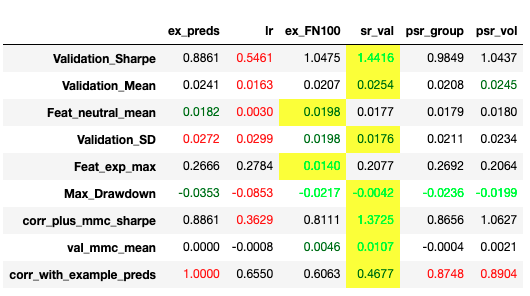 ex_preds lr ex_FN100 sr_val psr_group psr_vol
Validation_Sharpe 0.8861 0.5461 1.0475 1.4416 0.9849 1.0437
Validation_Mean 0.0241 0.0163 0.0207 0.0254 0.0208 0.0245
Feat_neutral_mean 0.0182 0.0030 0.0198 0.0177 0.0179 0.0180
Validation_SD 0.0272 0.0299 0.0198 0.0176 0.0211 0.0234
Feat_exp_max 0.2666 0.2784 0.0140 0.2077 0.2692 0.2064
Max_Drawdown -0.0353 -0.0853 -0.0217 -0.0042 -0.0236 -0.0199
corr_plus_mmc_sharpe 0.8861 0.3629 0.8111 1.3725 0.8656 1.0627
val_mmc_mean 0.0000 -0.0008 0.0046 0.0107 -0.0004 0.0021
corr_with_example_preds 1.0000 0.6550 0.6063 0.4677 0.8748 0.8904